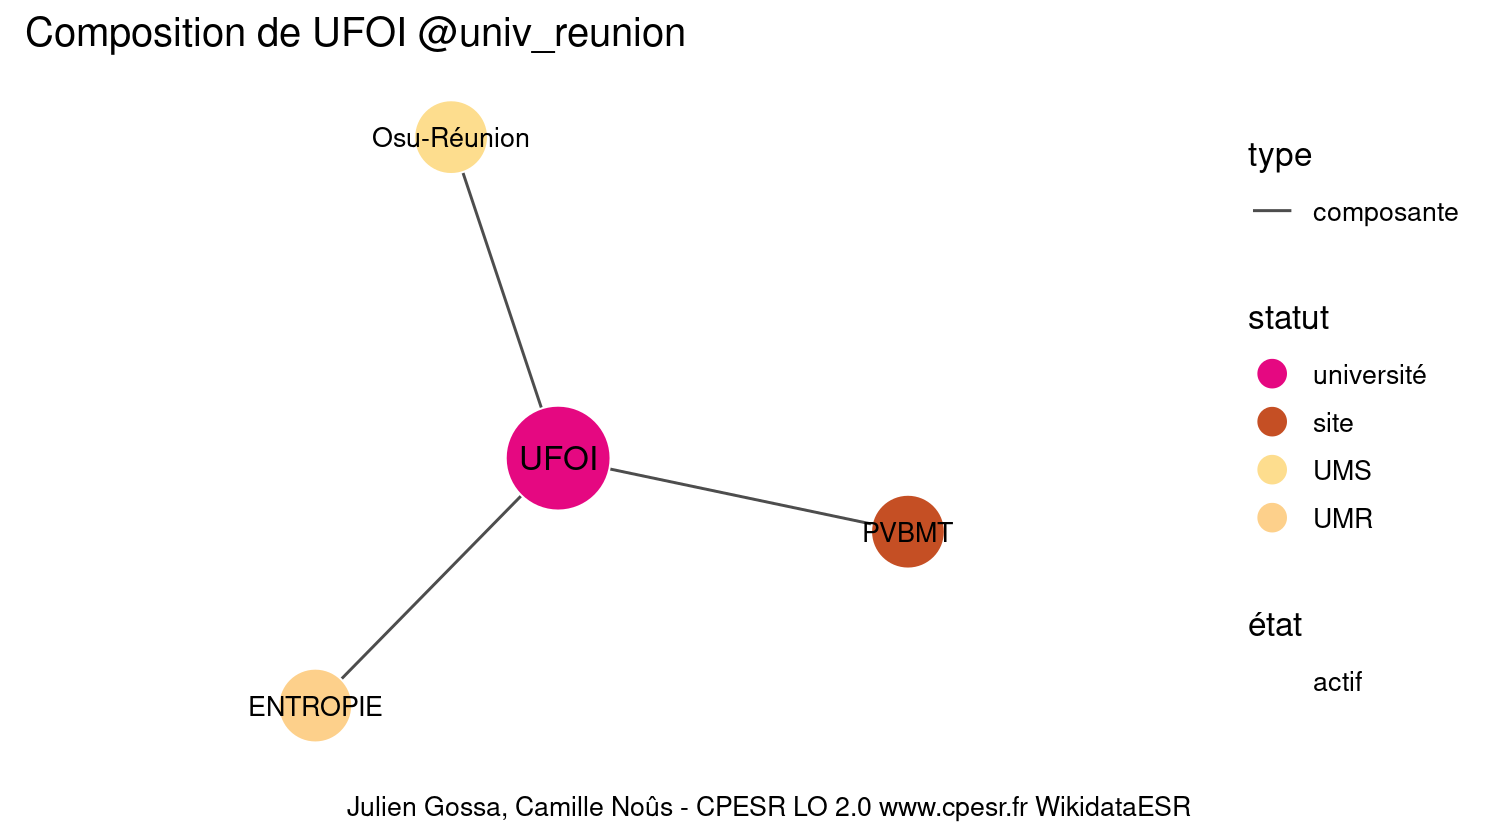 Composition de UFOI @univ_reunion
Osu-Réunion
UFOI
PVBMT
ENTROPIE
type
composante
statut
université
site
UMS
UMR
état
actif
Julien Gossa, Camille Noûs - CPESR LO 2.0 www.cpesr.fr WikidataESR